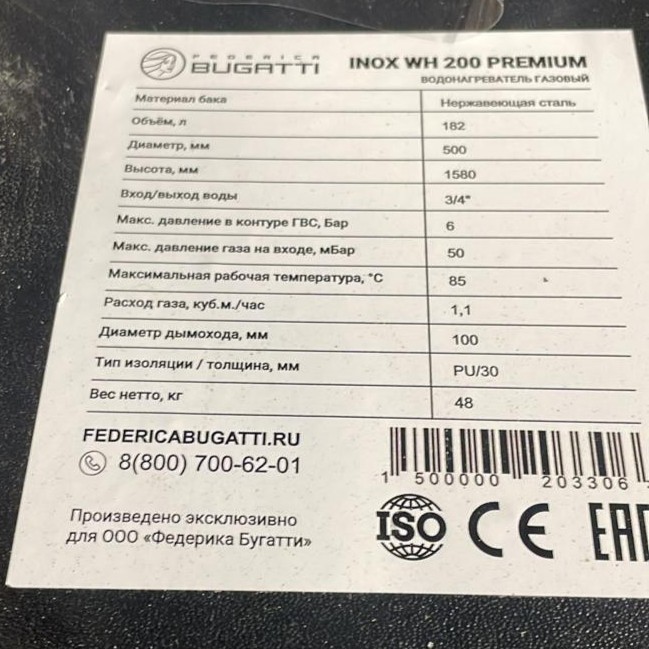 FEDERICA
BUGATTI
INOX WH 200 PREMIUM
ВОДОНАГРЕВАТЕЛЬ ГАЗОВЫЙ
Материал бака Нержавеющая сталь
Объём, л 182
Диаметр, мм 500
Высота, мм 1580
Вход/выход воды 3/4"
Макс. давление в контуре ГВС, Бар 6
Макс. давление газа на входе, мБар 50
Максимальная рабочая температура, °C 85
Расход газа, куб.м./час 1,1
Диаметр дымохода, мм 100
Тип изоляции / толщина, мм PU/30
Вес нетто, кг 48
FEDERICABUGATTI.RU
8(800) 700-62-01
1 500000 203306
Произведено эксклюзивно
для ООО «Федерика Бугатти»
ISO CE EAC